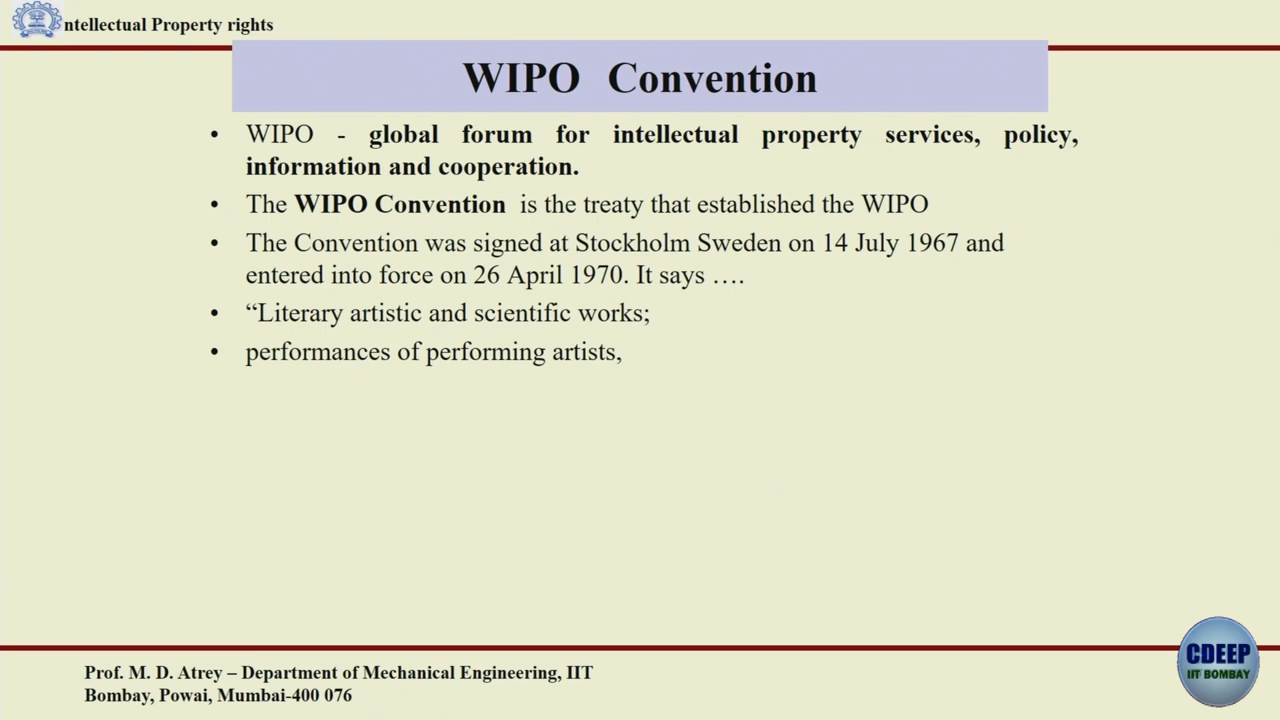 ntellectual Property rights
WIPO Convention
• WIPO - global forum for intellectual property services, policy,
information and cooperation.
• The WIPO Convention is the treaty that established the WIPO
• The Convention was signed at Stockholm Sweden on 14 July 1967 and
entered into force on 26 April 1970. It says ….
• “Literary artistic and scientific works;
• performances of performing artists,
Prof. M. D. Atrey – Department of Mechanical Engineering, IIT
Bombay, Powai, Mumbai-400 076
CDEEP
IIT BOMBAY